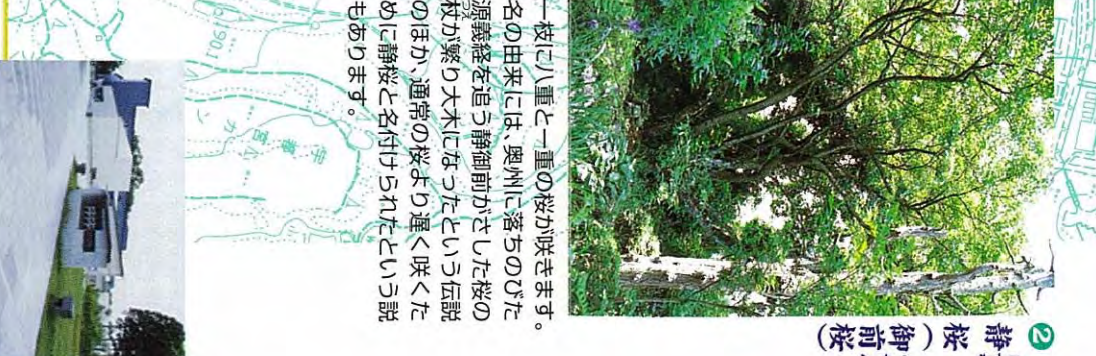 ❷ 静桜(御前桜)
一枝に八重と一重の桜が咲きます。
名の由来には、奥州に落ちのびた
源義経を追う静御前がさした桜の
杖が繁り大木になったという伝説
のほか、通常の桜より遅く咲くた
めに静桜と名付けられたという説
もあります。
901